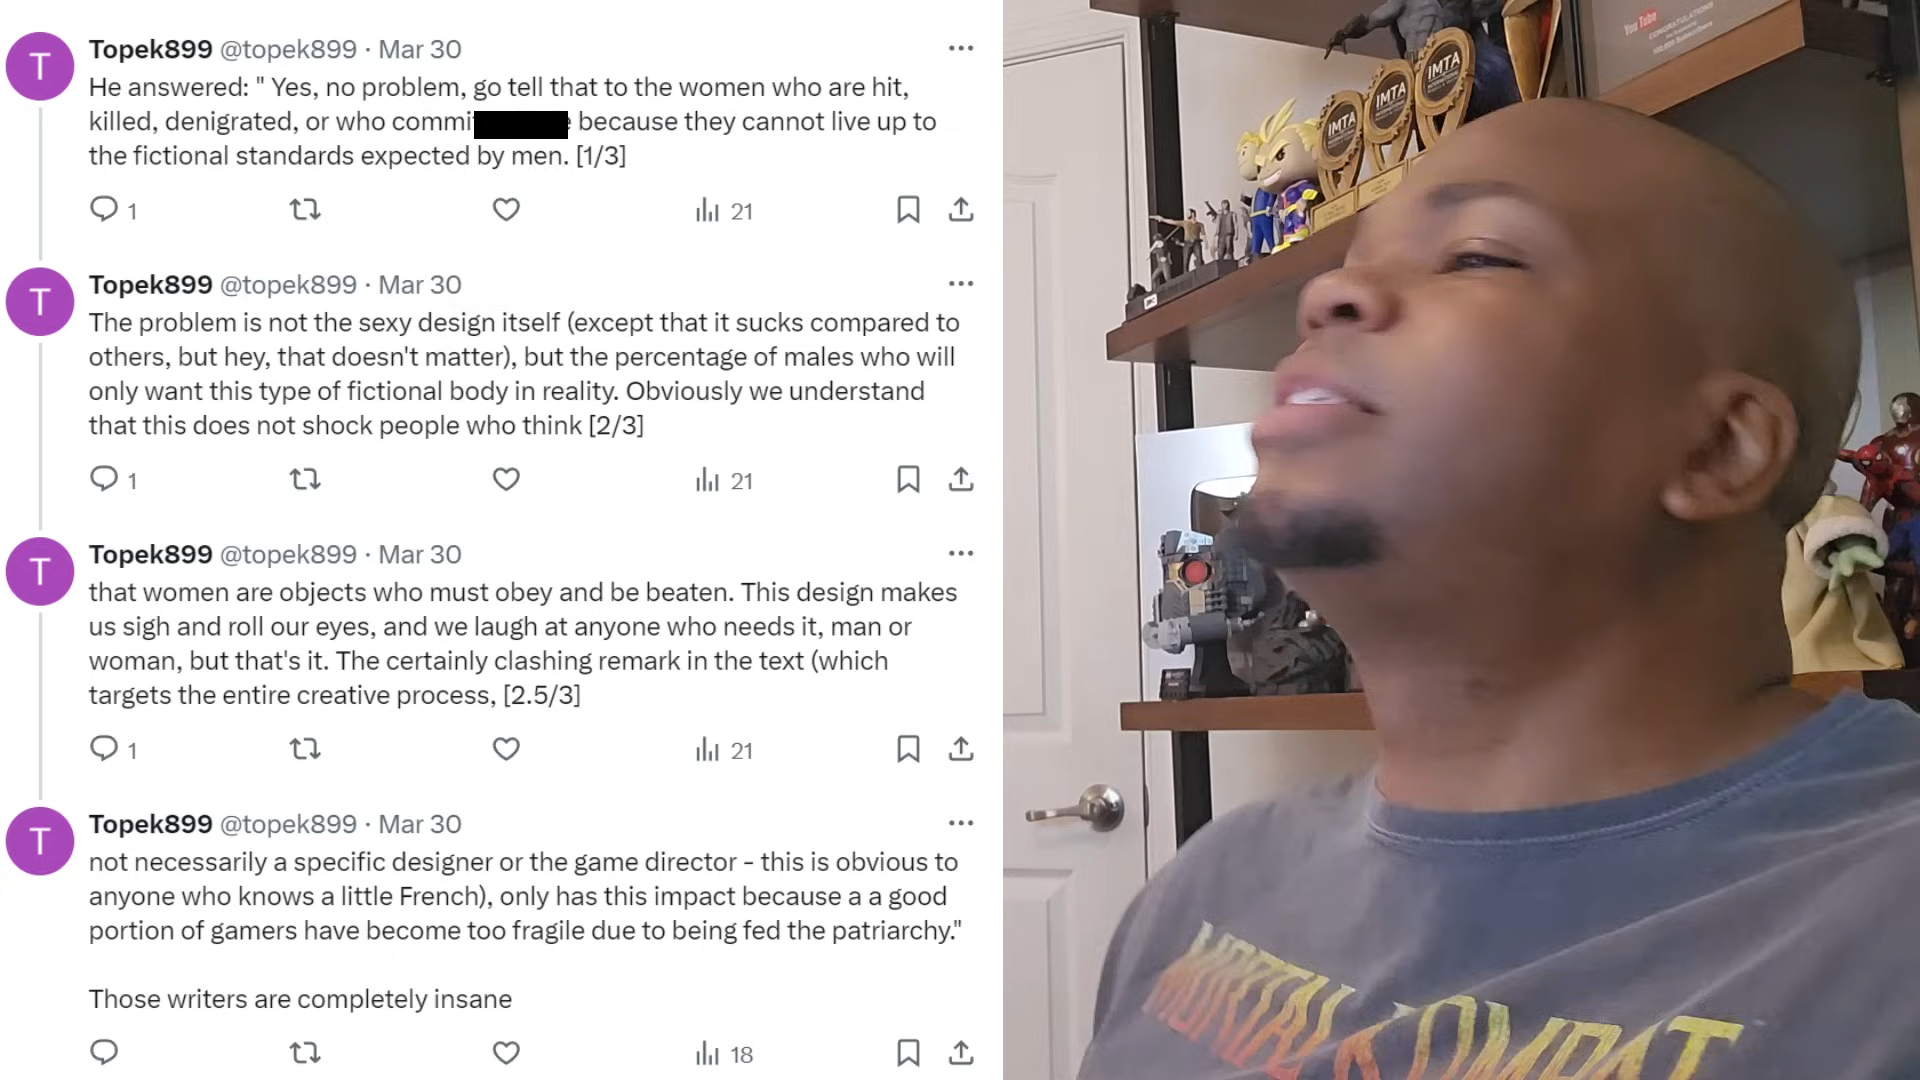 Topek899 @topek899 · Mar 30
He answered: " Yes, no problem, go tell that to the women who are hit,
killed, denigrated, or who commi because they cannot live up to
the fictional standards expected by men. [1/3]
1 21
Topek899 @topek899 · Mar 30
The problem is not the sexy design itself (except that it sucks compared to
others, but hey, that doesn't matter), but the percentage of males who will
only want this type of fictional body in reality. Obviously we understand
that this does not shock people who think [2/3]
1 21
Topek899 @topek899 · Mar 30
that women are objects who must obey and be beaten. This design makes
us sigh and roll our eyes, and we laugh at anyone who needs it, man or
woman, but that's it. The certainly clashing remark in the text (which
targets the entire creative process, [2.5/3]
1 21
Topek899 @topek899 · Mar 30
not necessarily a specific designer or the game director - this is obvious to
anyone who knows a little French), only has this impact because a a good
portion of gamers have become too fragile due to being fed the patriarchy."
Those writers are completely insane
18
T
T
T
T
YouTube
CONGRATULATIONS
IMTA
IMTA
IMTA
MORTAL KOMBAT